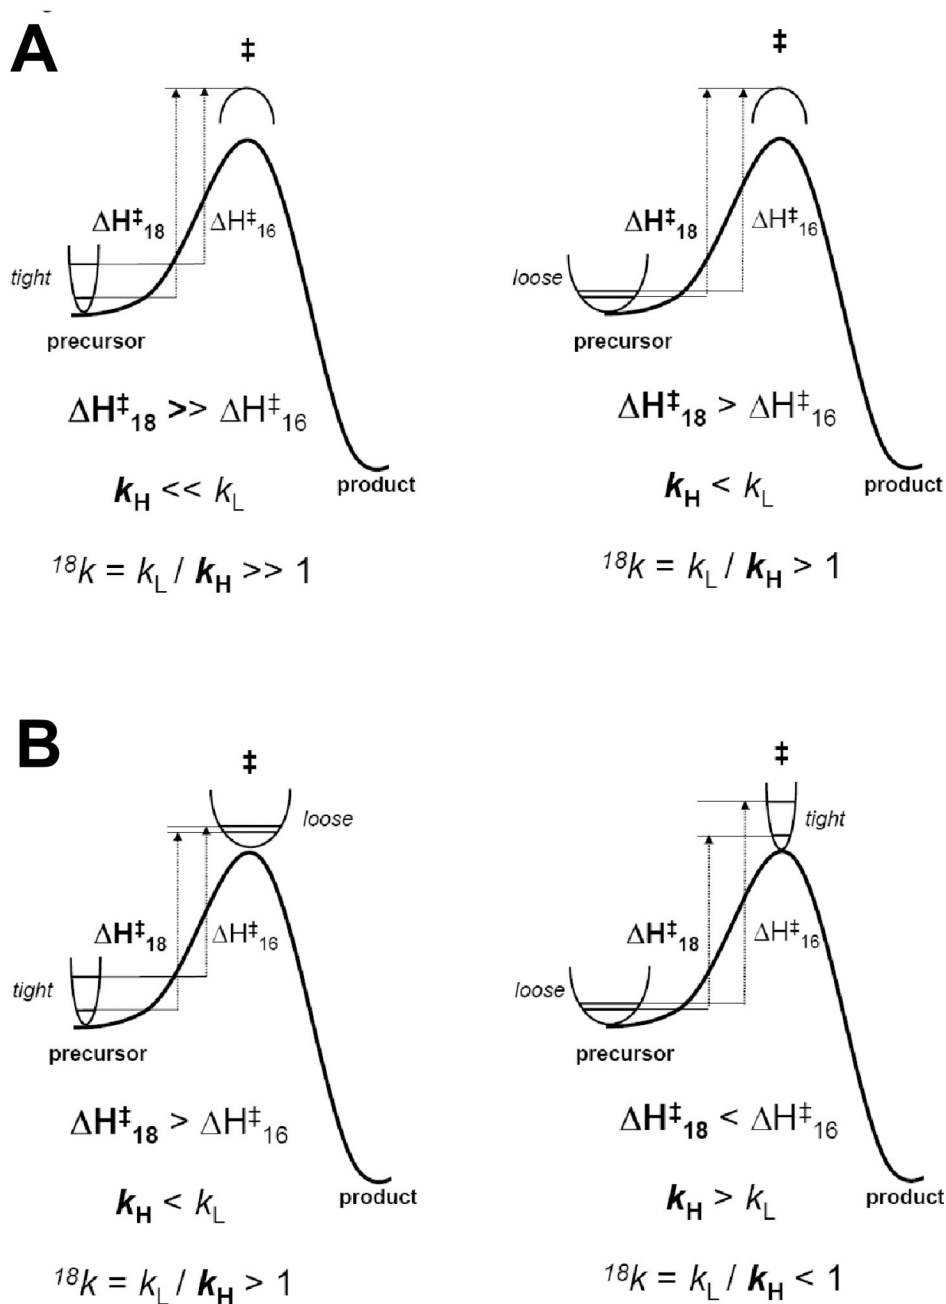 A
‡ ‡
ΔH‡18 ΔH‡16 ΔH‡18 ΔH‡16
tight loose
precursor precursor
ΔH‡18 >> ΔH‡16 ΔH‡18 > ΔH‡16
product product
kH << kL kH < kL
18k = kL / kH >> 1 18k = kL / kH > 1
B
‡ ‡
loose tight
ΔH‡18 ΔH‡16 ΔH‡18 ΔH‡16
tight loose
precursor precursor
ΔH‡18 > ΔH‡16 ΔH‡18 < ΔH‡16
product product
kH < kL kH > kL
18k = kL / kH > 1 18k = kL / kH < 1